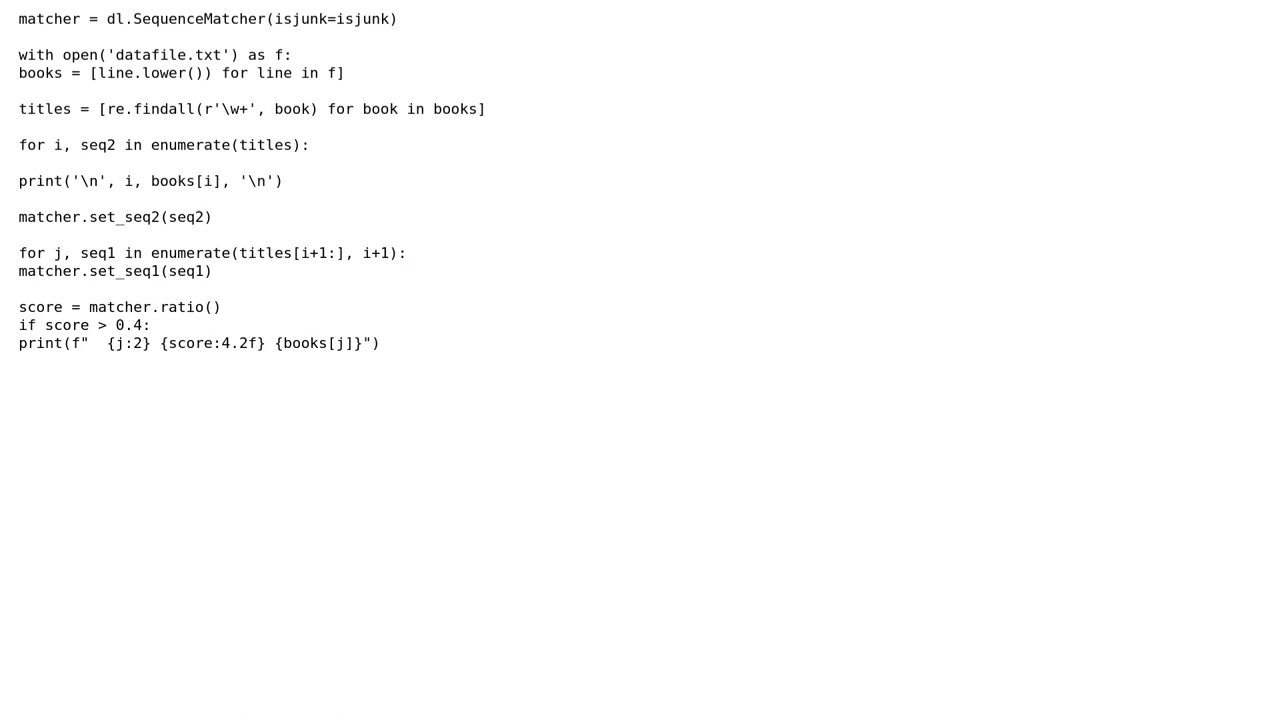 matcher = dl.SequenceMatcher(isjunk=isjunk)
with open('datafile.txt') as f:
books = [line.lower()) for line in f]
titles = [re.findall(r'\w+', book) for book in books]
for i, seq2 in enumerate(titles):
print('\n', i, books[i], '\n')
matcher.set_seq2(seq2)
for j, seq1 in enumerate(titles[i+1:], i+1):
matcher.set_seq1(seq1)
score = matcher.ratio()
if score > 0.4:
print(f"  {j:2} {score:4.2f} {books[j]}")